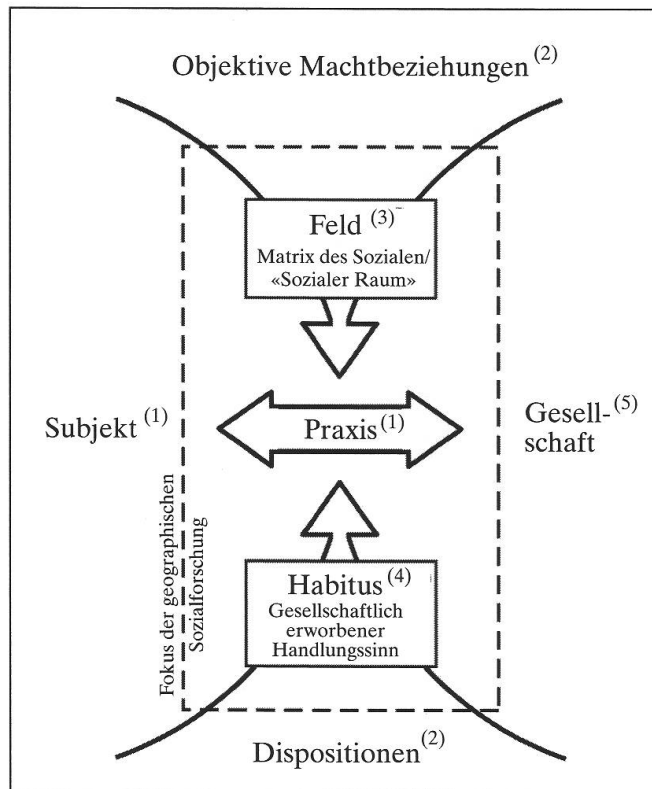 Objektive Machtbeziehungen (2)
Feld (3)
Matrix des Sozialen/
«Sozialer Raum»
Subjekt (1)
Praxis (1)
Gesell- (5)
schaft
Fokus der geographischen
Sozialforschung
Habitus (4)
Gesellschaftlich
erworbener
Handlungssinn
Dispositionen (2)